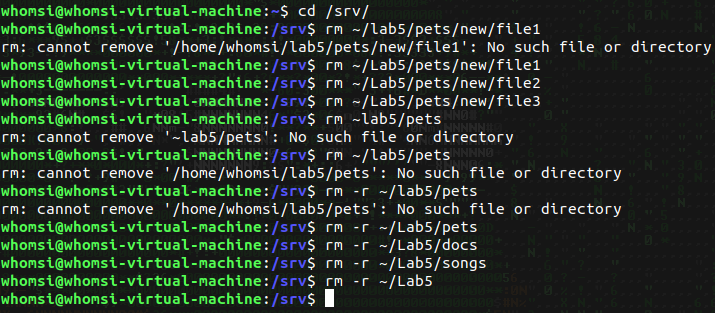 whomsi@whomsi-virtual-machine:~$ cd /srv/
whomsi@whomsi-virtual-machine:/srv$ rm ~/lab5/pets/new/file1
rm: cannot remove '/home/whomsi/lab5/pets/new/file1': No such file or directory
whomsi@whomsi-virtual-machine:/srv$ rm ~/Lab5/pets/new/file1
whomsi@whomsi-virtual-machine:/srv$ rm ~/Lab5/pets/new/file2
whomsi@whomsi-virtual-machine:/srv$ rm ~/Lab5/pets/new/file3
whomsi@whomsi-virtual-machine:/srv$ rm ~lab5/pets
rm: cannot remove '~lab5/pets': No such file or directory
whomsi@whomsi-virtual-machine:/srv$ rm ~/lab5/pets
rm: cannot remove '/home/whomsi/lab5/pets': No such file or directory
whomsi@whomsi-virtual-machine:/srv$ rm -r ~/lab5/pets
rm: cannot remove '/home/whomsi/lab5/pets': No such file or directory
whomsi@whomsi-virtual-machine:/srv$ rm -r ~/Lab5/pets
whomsi@whomsi-virtual-machine:/srv$ rm -r ~/Lab5/docs
whomsi@whomsi-virtual-machine:/srv$ rm -r ~/Lab5/songs
whomsi@whomsi-virtual-machine:/srv$ rm -r ~/Lab5
whomsi@whomsi-virtual-machine:/srv$